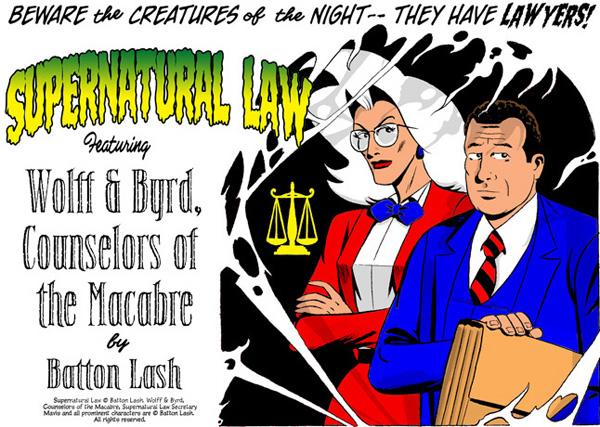 BEWARE the CREATURES of the NIGHT-- THEY HAVE LAWYERS!
SUPERNATURAL LAW
Featuring
Wolff & Byrd,
Counselors of
the Macabre
by
Batton Lash
Supernatural Law © Batton Lash. Wolff & Byrd,
Counselors of the Macabre, Supernatural Law Secretary
Mavis and all prominent characters are © Batton Lash.
All rights reserved.